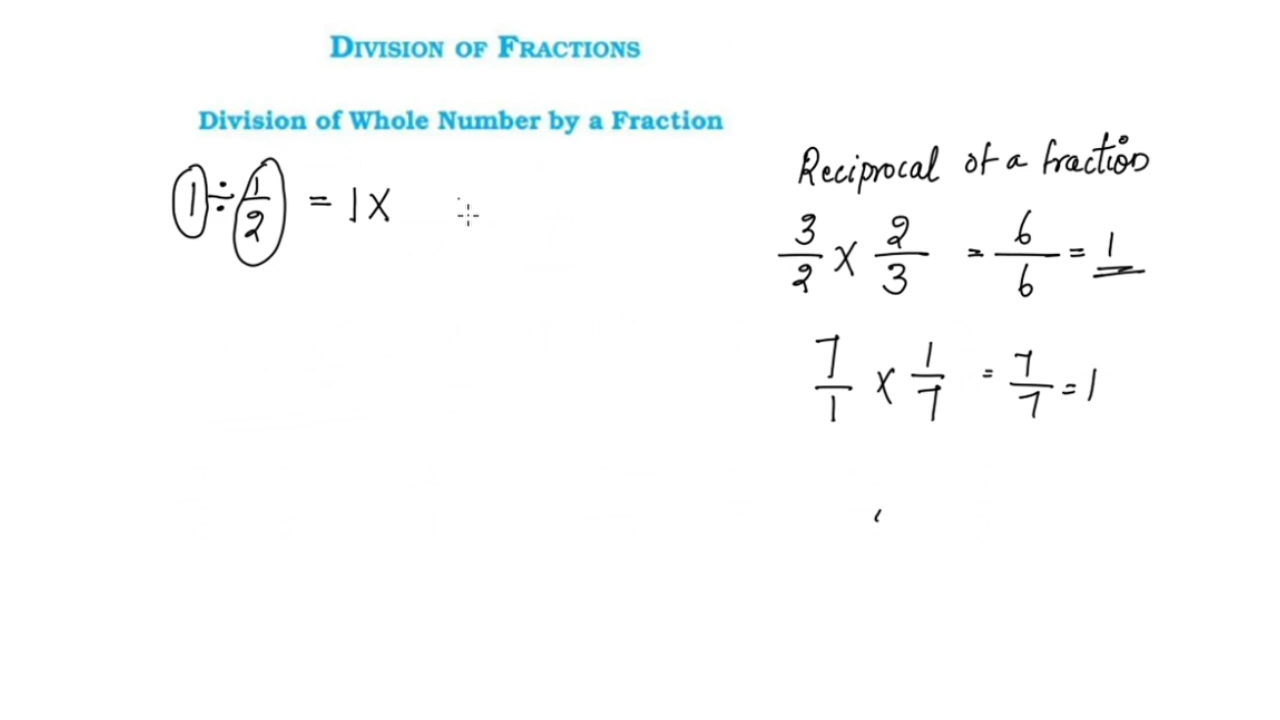 DIVISION OF FRACTIONS
Division of Whole Number by a Fraction
1 ÷ 1/2 = 1 X
Reciprocal of a fraction
3/2 X 2/3 = 6/6 = 1
7/1 X 1/7 = 7/7 = 1